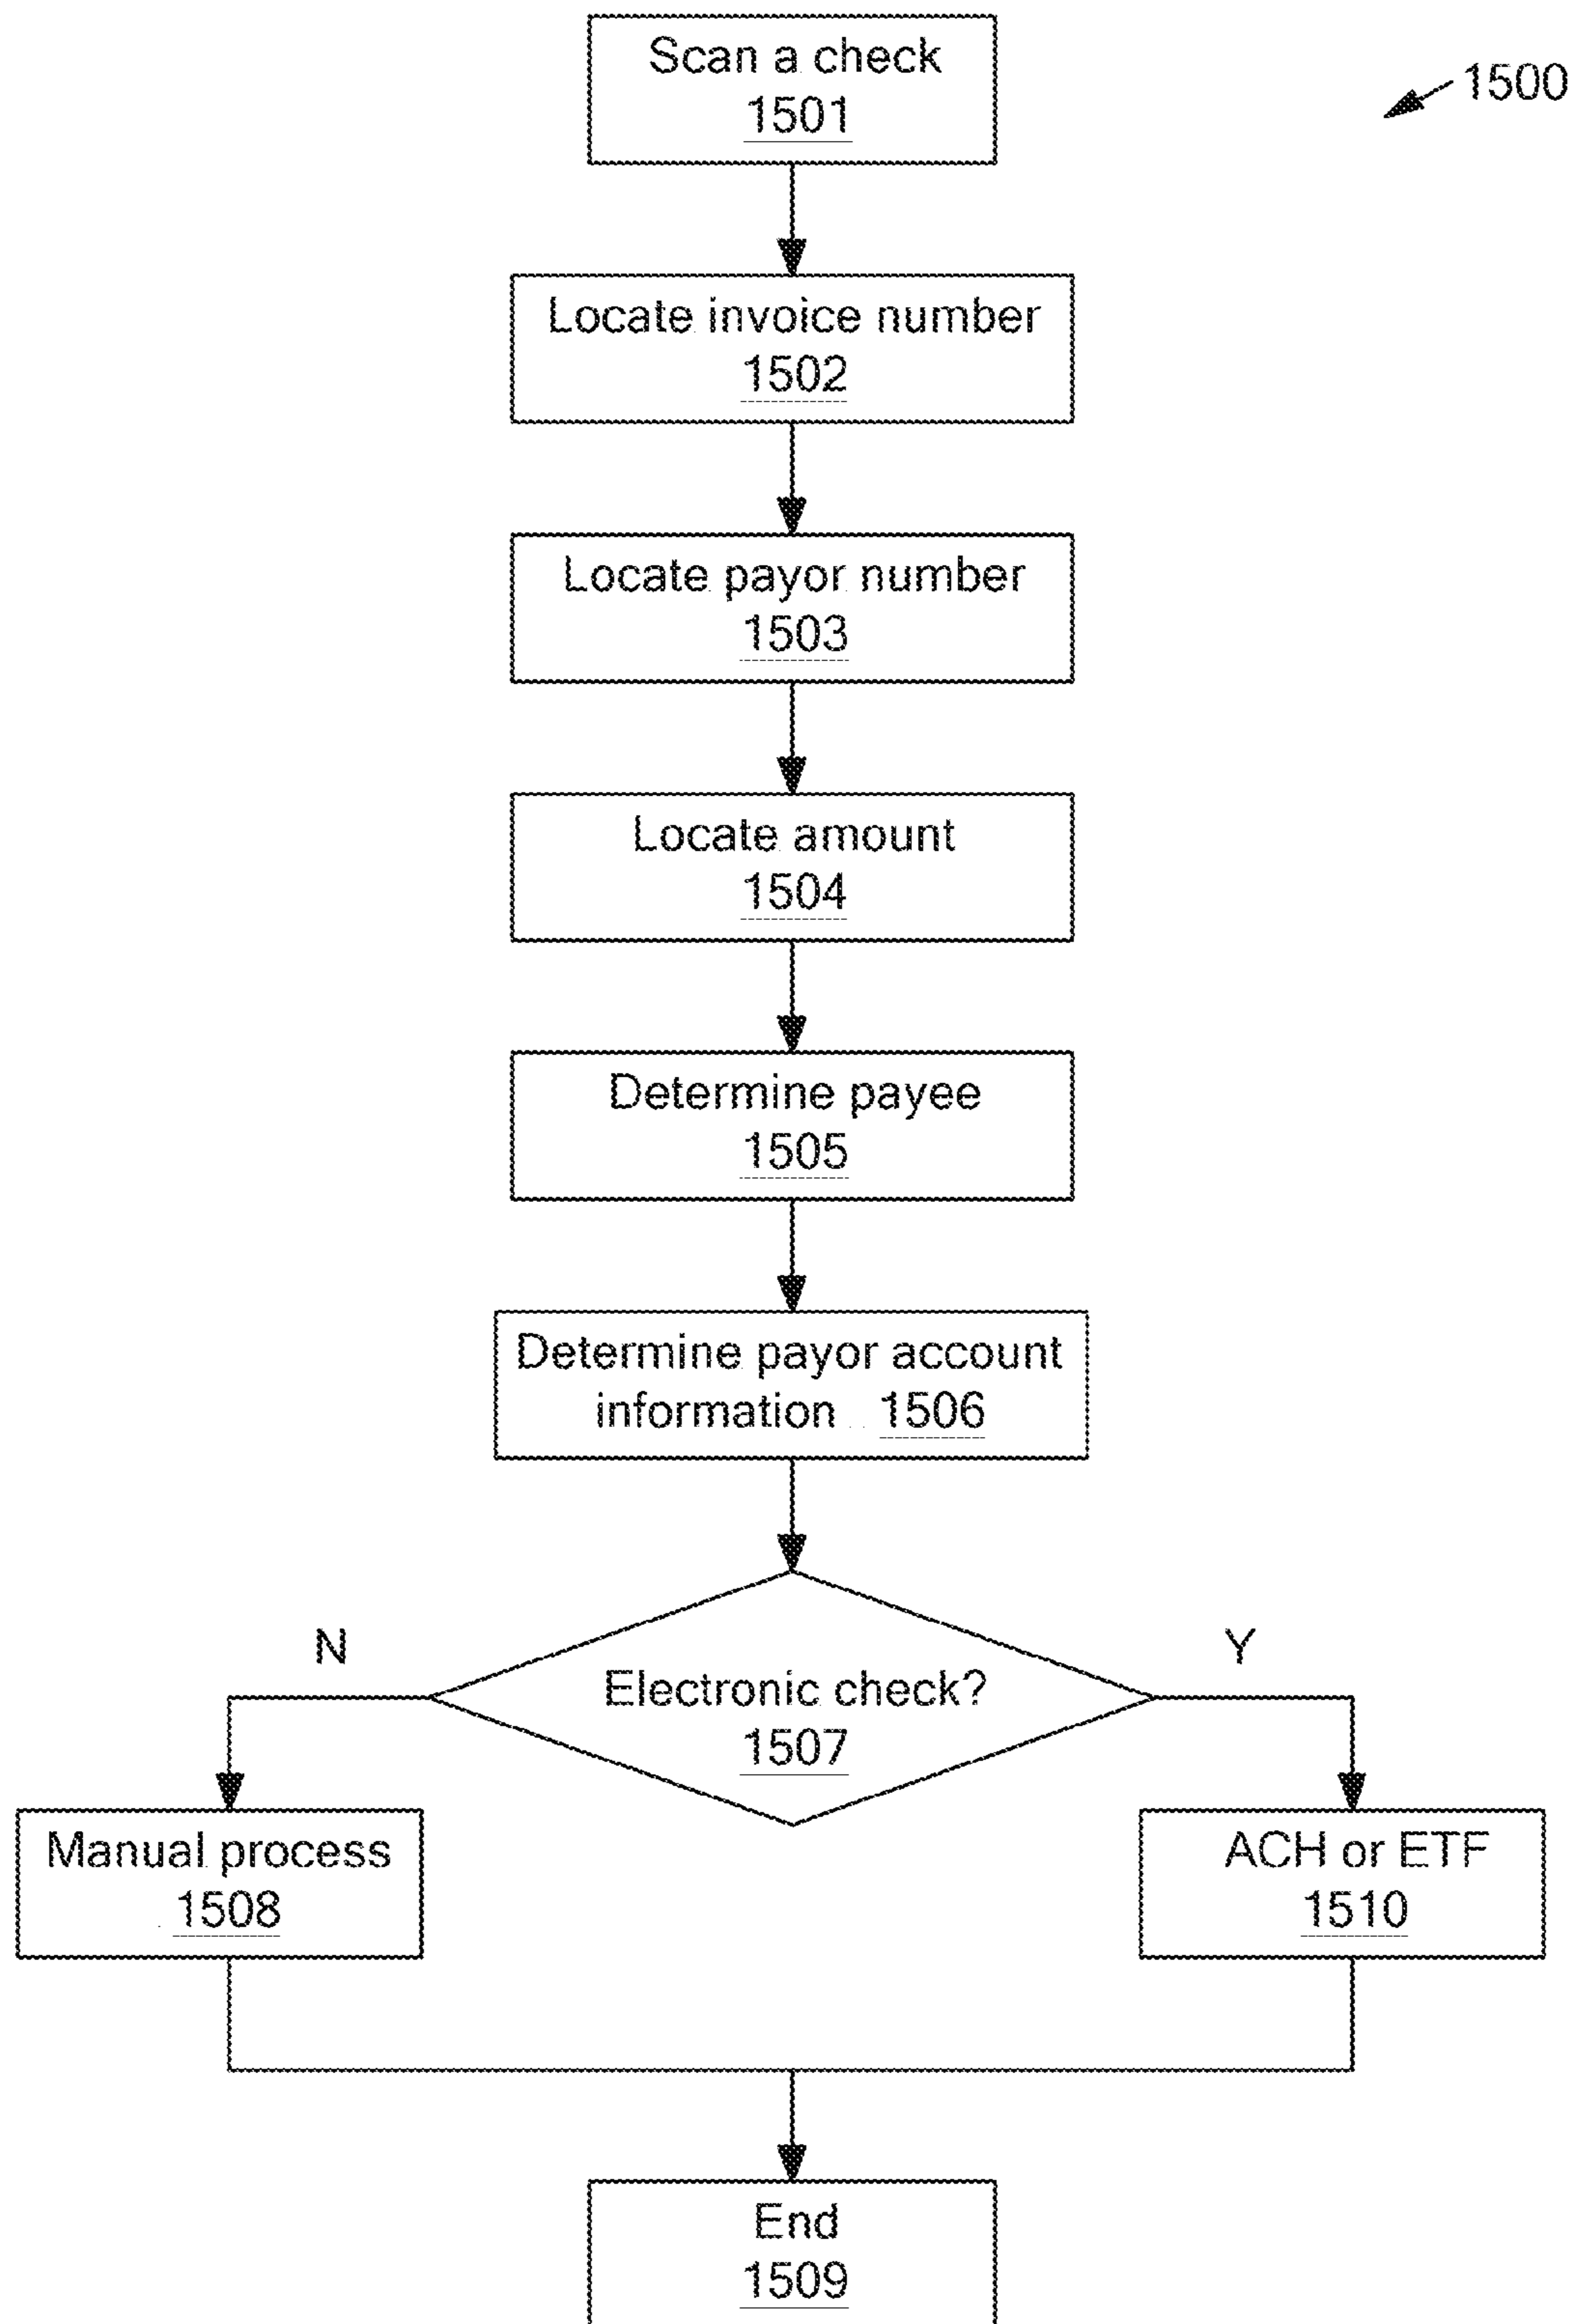 Scan a check
1501
1500
Locate invoice number
1502
Locate payor number
1503
Locate amount
1504
Determine payee
1505
Determine payor account
information 1506
N
Y
Electronic check?
1507
Manual process
1508
ACH or ETF
1510
End
1509